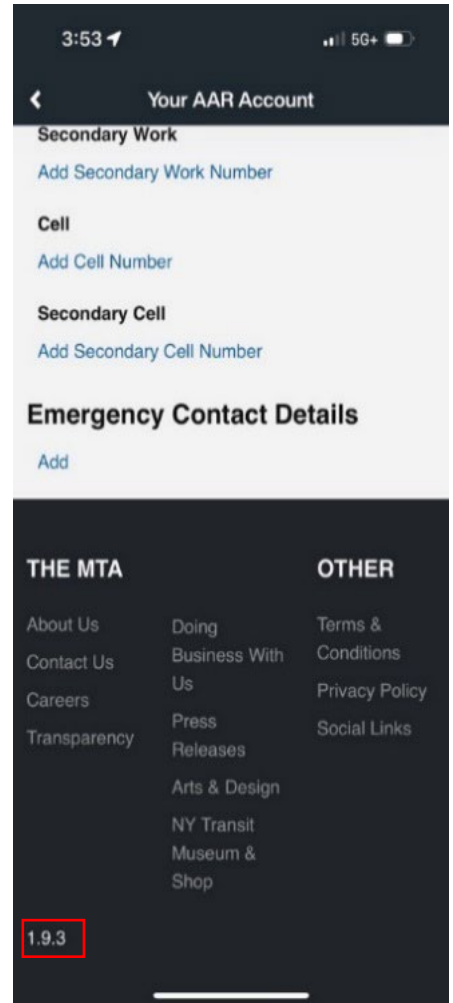 3:53
5G+
Your AAR Account
Secondary Work
Add Secondary Work Number
Cell
Add Cell Number
Secondary Cell
Add Secondary Cell Number
Emergency Contact Details
Add
THE MTA
About Us
Contact Us
Careers
Transparency
Doing
Business With
Us
Press
Releases
Arts & Design
NY Transit
Museum &
Shop
OTHER
Terms &
Conditions
Privacy Policy
Social Links
1.9.3